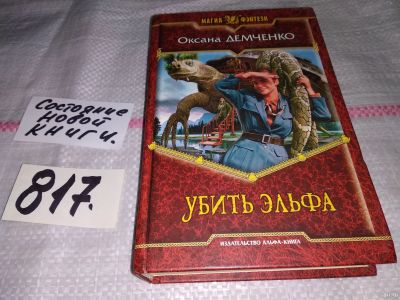 МАГИЯ ФЭНТЕЗИ
Оксана ДЕМЧЕНКО
УБИТЬ ЭЛЬФА
ИЗДАТЕЛЬСТВО АЛЬФА-КНИГА
Состояние
новой
книги.
817.